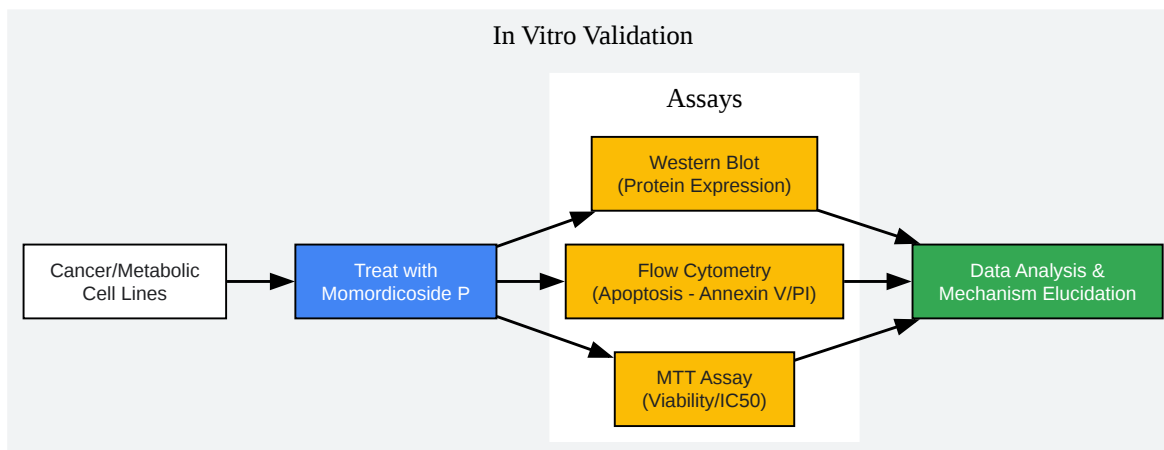 In Vitro Validation
Assays
Western Blot
(Protein Expression)
Cancer/Metabolic
Cell Lines
Treat with
Momordicoside P
Flow Cytometry
(Apoptosis - Annexin V/PI)
Data Analysis &
Mechanism Elucidation
MTT Assay
(Viability/IC50)